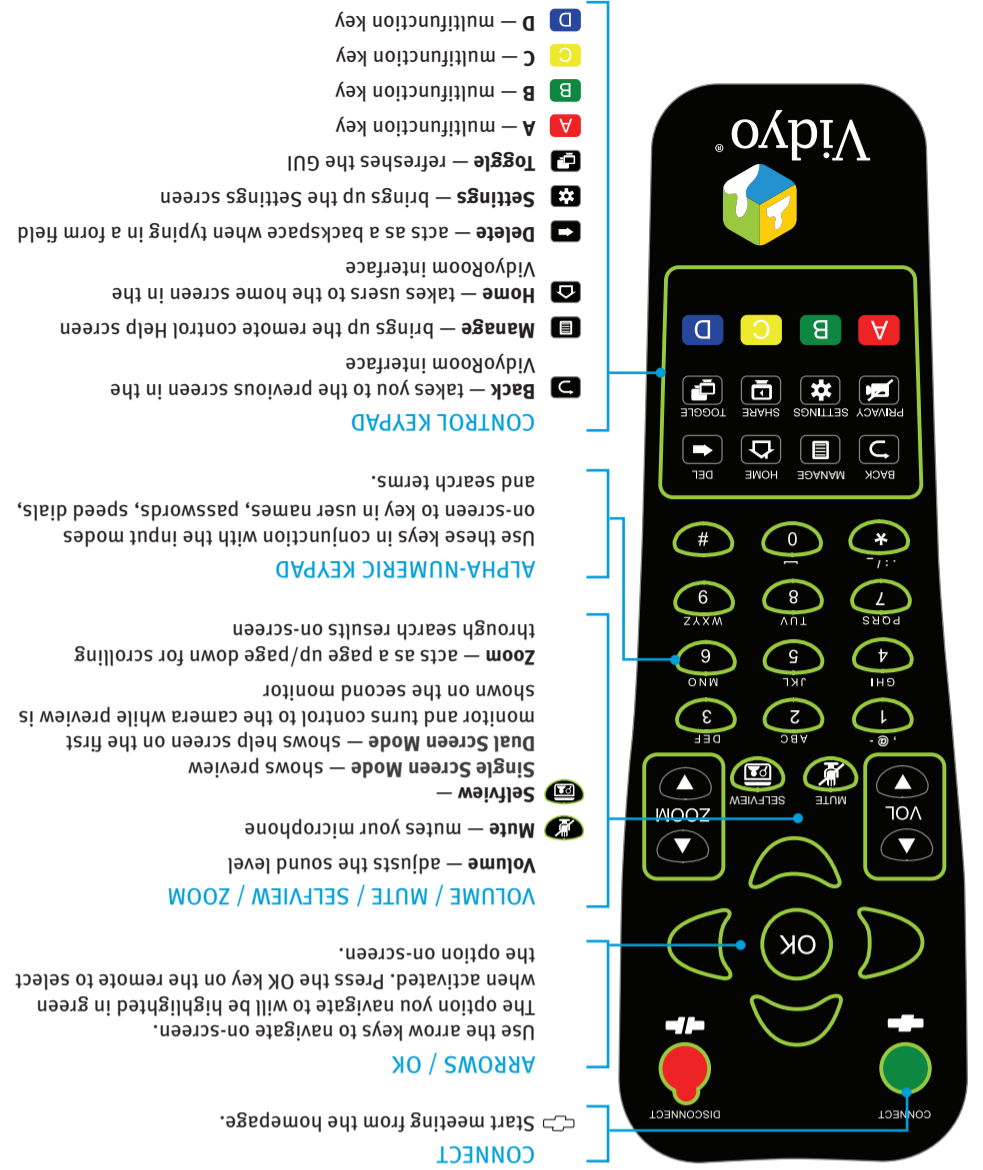 CONNECT
Start meeting from the homepage.
ARROWS / OK
Use the arrow keys to navigate on-screen.
The option you navigate to will be highlighted in green
when activated. Press the OK key on the remote to select
the option on-screen.
VOLUME / MUTE / SELFVIEW / ZOOM
Volume — adjusts the sound level
Mute — mutes your microphone
Selfview —
Single Screen Mode — shows preview
Dual Screen Mode — shows help screen on the first
monitor and turns control to the camera while preview is
shown on the second monitor
Zoom — acts as a page up/page down for scrolling
through search results on-screen
ALPHA-NUMERIC KEYPAD
Use these keys in conjunction with the input modes
on-screen to key in user names, passwords, speed dials,
and search terms.
CONTROL KEYPAD
Back — takes you to the previous screen in the
VidyoRoom interface
Manage — brings up the remote control Help screen
Home — takes users to the home screen in the
VidyoRoom interface
Delete — acts as a backspace when typing in a form field
Settings — brings up the Settings screen
Toggle — refreshes the GUI
A A — multifunction key
B B — multifunction key
C C — multifunction key
D D — multifunction key
CONNECT DISCONNECT
OK
VOL MUTE SELFVIEW ZOOM
. @ - ABC DEF
1 2 3
GHI JKL MNO
4 5 6
PQRS TUV WXYZ
7 8 9
. : / _
* 0 #
BACK MANAGE HOME DEL
PRIVACY SETTINGS SHARE TOGGLE
A B C D
Vidyo®